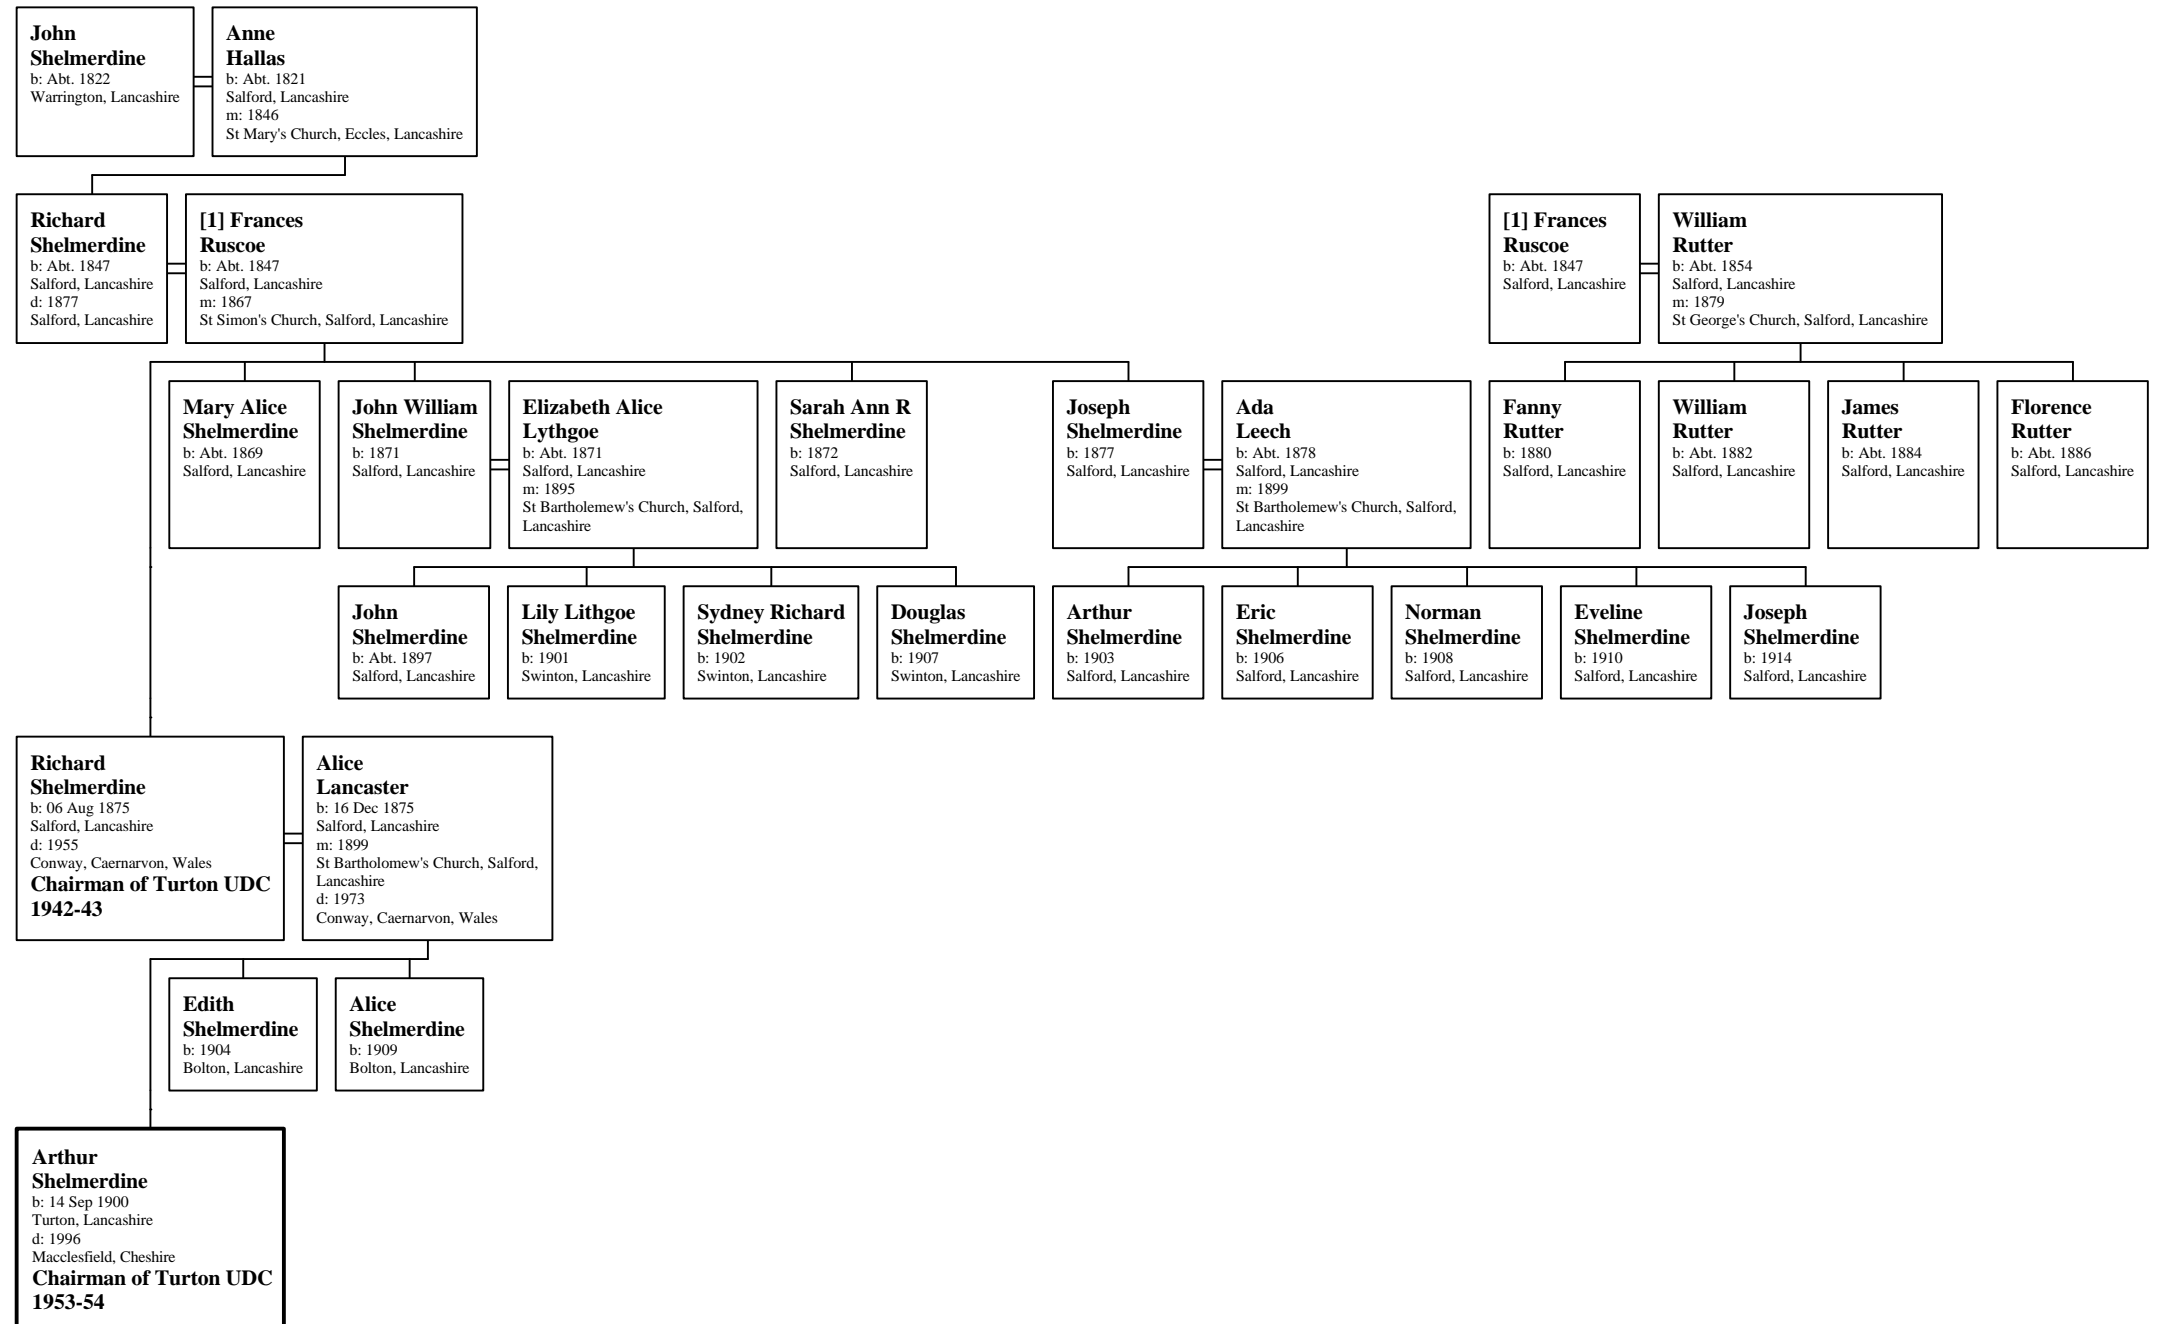 John
Shelmerdine
b: Abt. 1822
Warrington, Lancashire
Anne
Hallas
b: Abt. 1821
Salford, Lancashire
m: 1846
St Mary's Church, Eccles, Lancashire
Richard
Shelmerdine
b: Abt. 1847
Salford, Lancashire
d: 1877
Salford, Lancashire
[1] Frances
Ruscoe
b: Abt. 1847
Salford, Lancashire
m: 1867
St Simon's Church, Salford, Lancashire
[1] Frances
Ruscoe
b: Abt. 1847
Salford, Lancashire
William
Rutter
b: Abt. 1854
Salford, Lancashire
m: 1879
St George's Church, Salford, Lancashire
Mary Alice
Shelmerdine
b: Abt. 1869
Salford, Lancashire
John William
Shelmerdine
b: 1871
Salford, Lancashire
Elizabeth Alice
Lythgoe
b: Abt. 1871
Salford, Lancashire
m: 1895
St Bartholemew's Church, Salford,
Lancashire
Sarah Ann R
Shelmerdine
b: 1872
Salford, Lancashire
Joseph
Shelmerdine
b: 1877
Salford, Lancashire
Ada
Leech
b: Abt. 1878
Salford, Lancashire
m: 1899
St Bartholemew's Church, Salford,
Lancashire
Fanny
Rutter
b: 1880
Salford, Lancashire
William
Rutter
b: Abt. 1882
Salford, Lancashire
James
Rutter
b: Abt. 1884
Salford, Lancashire
Florence
Rutter
b: Abt. 1886
Salford, Lancashire
John
Shelmerdine
b: Abt. 1897
Salford, Lancashire
Lily Lithgoe
Shelmerdine
b: 1901
Swinton, Lancashire
Sydney Richard
Shelmerdine
b: 1902
Swinton, Lancashire
Douglas
Shelmerdine
b: 1907
Swinton, Lancashire
Arthur
Shelmerdine
b: 1903
Salford, Lancashire
Eric
Shelmerdine
b: 1906
Salford, Lancashire
Norman
Shelmerdine
b: 1908
Salford, Lancashire
Eveline
Shelmerdine
b: 1910
Salford, Lancashire
Joseph
Shelmerdine
b: 1914
Salford, Lancashire
Richard
Shelmerdine
b: 06 Aug 1875
Salford, Lancashire
d: 1955
Conway, Caernarvon, Wales
Chairman of Turton UDC
1942-43
Alice
Lancaster
b: 16 Dec 1875
Salford, Lancashire
m: 1899
St Bartholomew's Church, Salford,
Lancashire
d: 1973
Conway, Caernarvon, Wales
Edith
Shelmerdine
b: 1904
Bolton, Lancashire
Alice
Shelmerdine
b: 1909
Bolton, Lancashire
Arthur
Shelmerdine
b: 14 Sep 1900
Turton, Lancashire
d: 1996
Macclesfield, Cheshire
Chairman of Turton UDC
1953-54